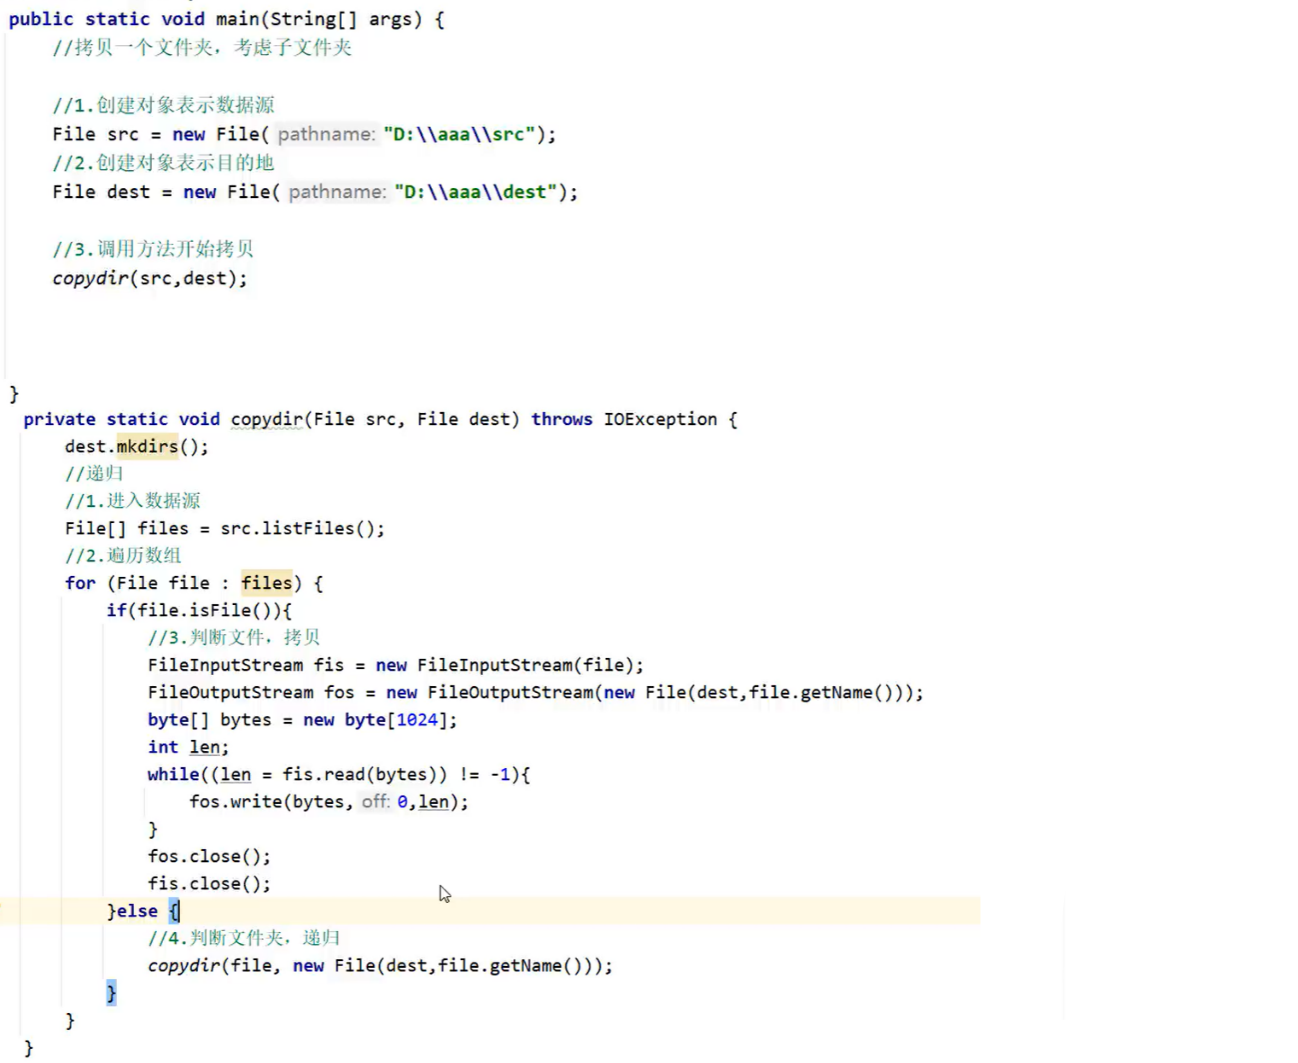 public static void main(String[] args) {
//拷贝一个文件夹，考虑子文件夹
//1.创建对象表示数据源
File src = new File( pathname: "D:\\aaa\\src");
//2.创建对象表示目的地
File dest = new File( pathname: "D:\\aaa\\dest");
//3.调用方法开始拷贝
copydir(src,dest);
}
private static void copydir(File src, File dest) throws IOException {
dest.mkdirs();
//递归
//1.进入数据源
File[] files = src.listFiles();
//2.遍历数组
for (File file : files) {
if(file.isFile()){
//3.判断文件，拷贝
FileInputStream fis = new FileInputStream(file);
FileOutputStream fos = new FileOutputStream(new File(dest,file.getName()));
byte[] bytes = new byte[1024];
int len;
while((len = fis.read(bytes)) != -1){
fos.write(bytes, off: 0,len);
}
fos.close();
fis.close();
}else {
//4.判断文件夹，递归
copydir(file, new File(dest,file.getName()));
}
}
}